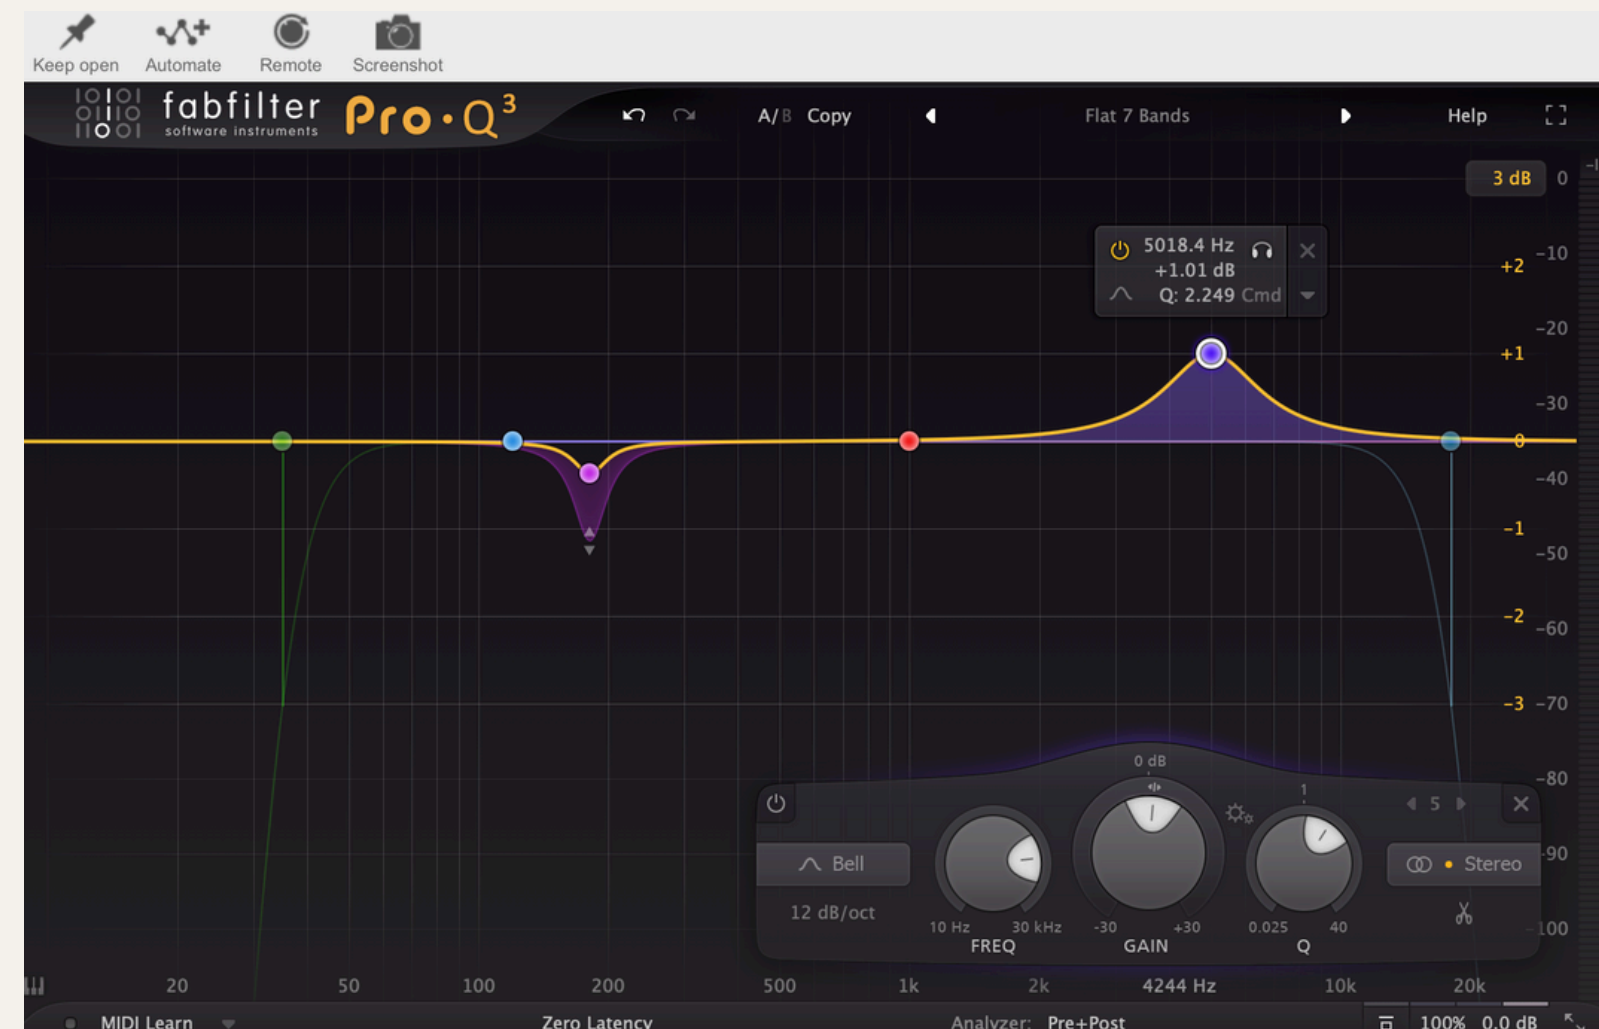 Keep open Automate Remote Screenshot
fabfilter Pro·Q³
software instruments
A/B Copy Flat 7 Bands Help
3 dB 0
5018.4 Hz
+1.01 dB
Q: 2.249 Cmd
+2 -10
-20
+1
-30
0
-40
-1
-50
-2 -60
-3 -70
0 dB
-80
1
5
Bell Stereo -90
12 dB/oct
10 Hz 30 kHz -30 +30 0.025 40 -100
FREQ GAIN Q
20 50 100 200 500 1k 2k 4244 Hz 10k 20k
MIDI Learn Zero Latency Analyzer: Pre+Post 100% 0.0 dB